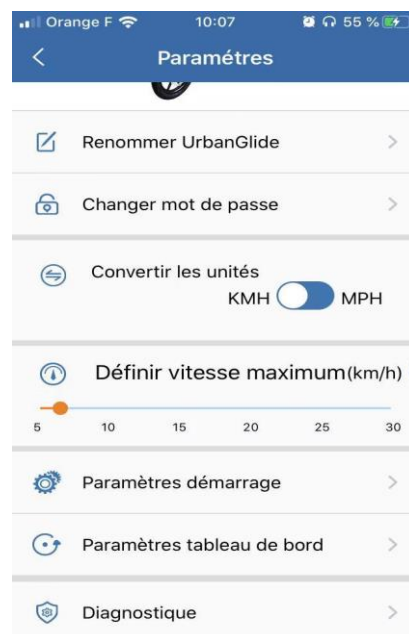 Orange F 10:07 55 %
Paramétres
Renommer UrbanGlide
Changer mot de passe
Convertir les unités
KMH MPH
Définir vitesse maximum(km/h)
5 10 15 20 25 30
Paramètres démarrage
Paramètres tableau de bord
Diagnostique